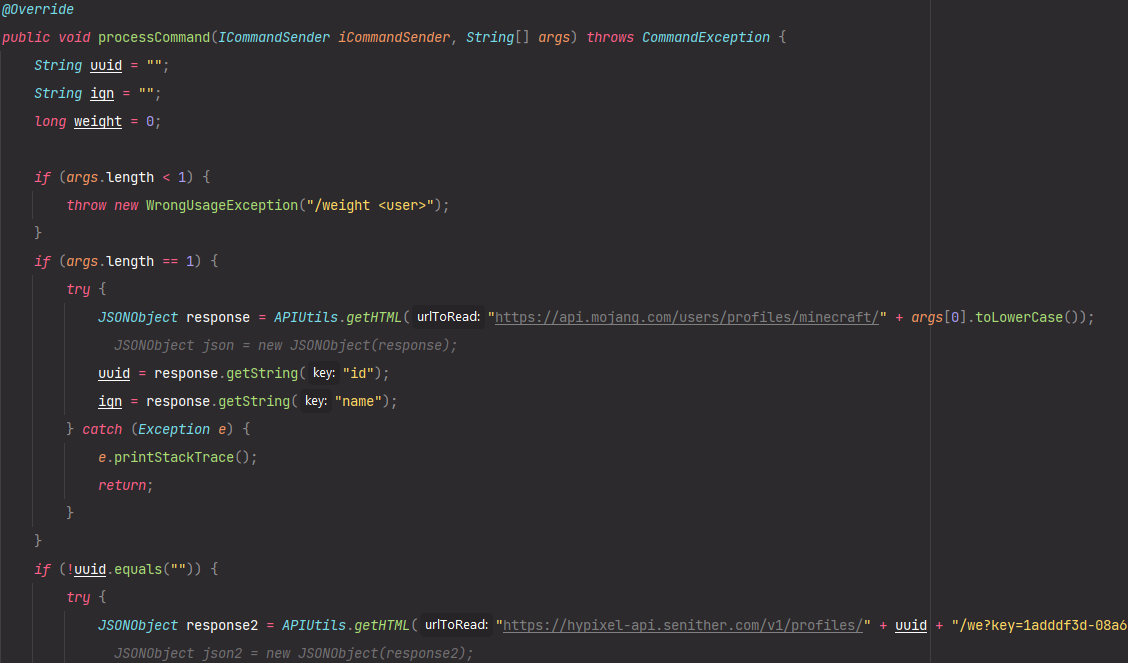 @Override
public void processCommand(ICommandSender iCommandSender, String[] args) throws CommandException {
String uuid = "";
String ign = "";
long weight = 0;
if (args.length < 1) {
throw new WrongUsageException("/weight <user>");
}
if (args.length == 1) {
try {
JSONObject response = APIUtils.getHTML( urlToRead: "https://api.mojang.com/users/profiles/minecraft/" + args[0].toLowerCase());
JSONObject json = new JSONObject(response);
uuid = response.getString( key: "id");
ign = response.getString( key: "name");
} catch (Exception e) {
e.printStackTrace();
return;
}
}
if (!uuid.equals("")) {
try {
JSONObject response2 = APIUtils.getHTML( urlToRead: "https://hypixel-api.senither.com/v1/profiles/" + uuid + "/we?key=1adddf3d-08a6
JSONObject json2 = new JSONObject(response2);